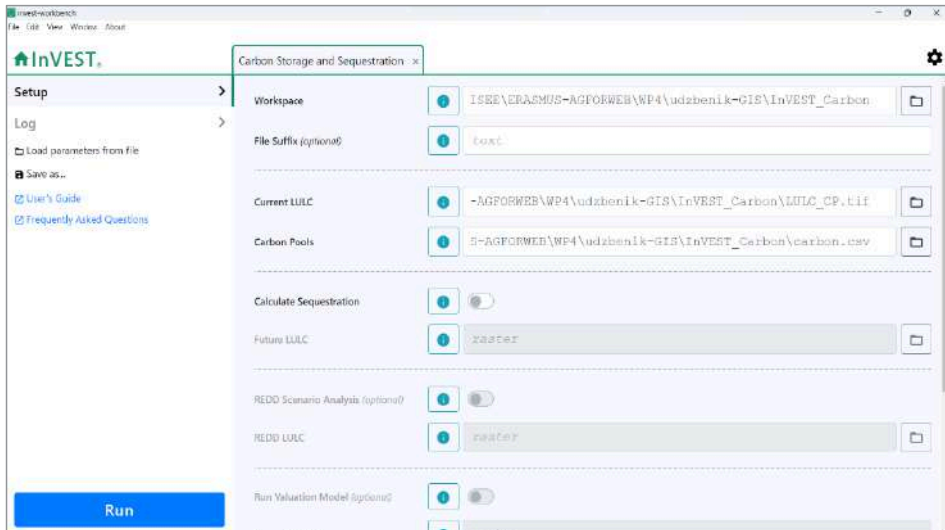 invest-workbench
File Edit View Window About
InVEST®
Carbon Storage and Sequestration ×
Setup
Log
Load parameters from file
Save as...
User's Guide
Frequently Asked Questions
Run
Workspace
ISEE\ERASMUS-AGFORWEB\WP4\udzbenik-GIS\InVEST_Carbon
File Suffix (optional)
text
Current LULC
-AGFORWEB\WP4\udzbenik-GIS\InVEST_Carbon\LULC_CP.tif
Carbon Pools
S-AGFORWEB\WP4\udzbenik-GIS\InVEST_Carbon\carbon.csv
Calculate Sequestration
Future LULC
raster
REDD Scenario Analysis (optional)
REDD LULC
raster
Run Valuation Model (optional)